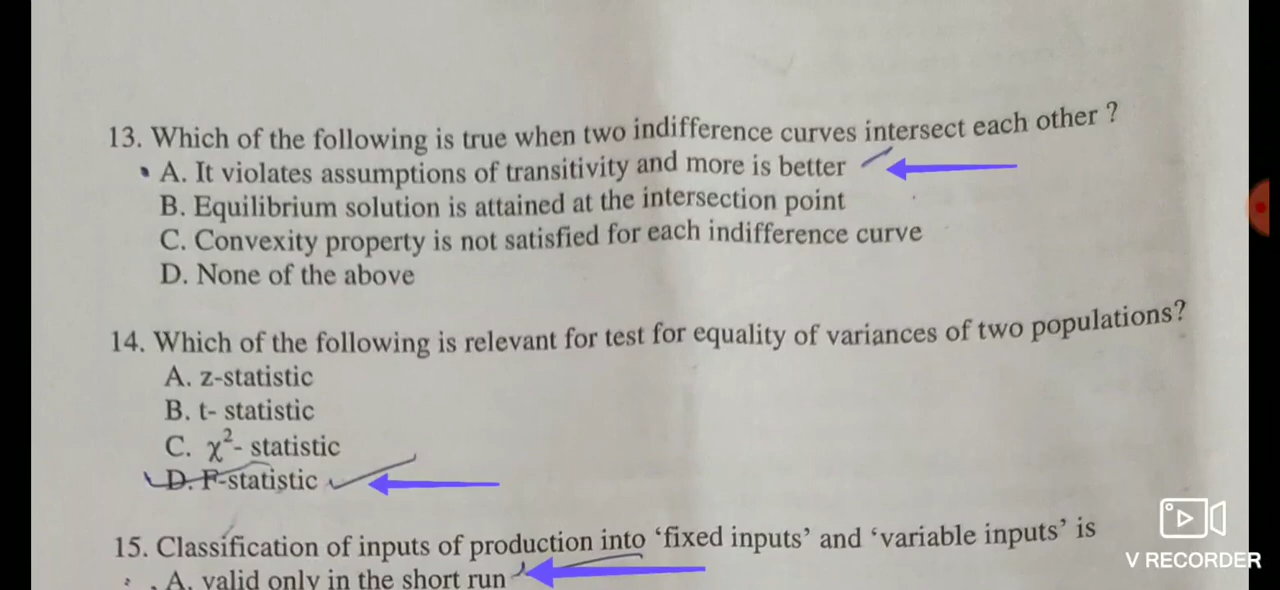 13. Which of the following is true when two indifference curves intersect each other ?
A. It violates assumptions of transitivity and more is better
B. Equilibrium solution is attained at the intersection point
C. Convexity property is not satisfied for each indifference curve
D. None of the above
14. Which of the following is relevant for test for equality of variances of two populations?
A. z-statistic
B. t- statistic
C. χ²- statistic
D. F-statistic
15. Classification of inputs of production into ‘fixed inputs’ and ‘variable inputs’ is
A. valid only in the short run
V RECORDER